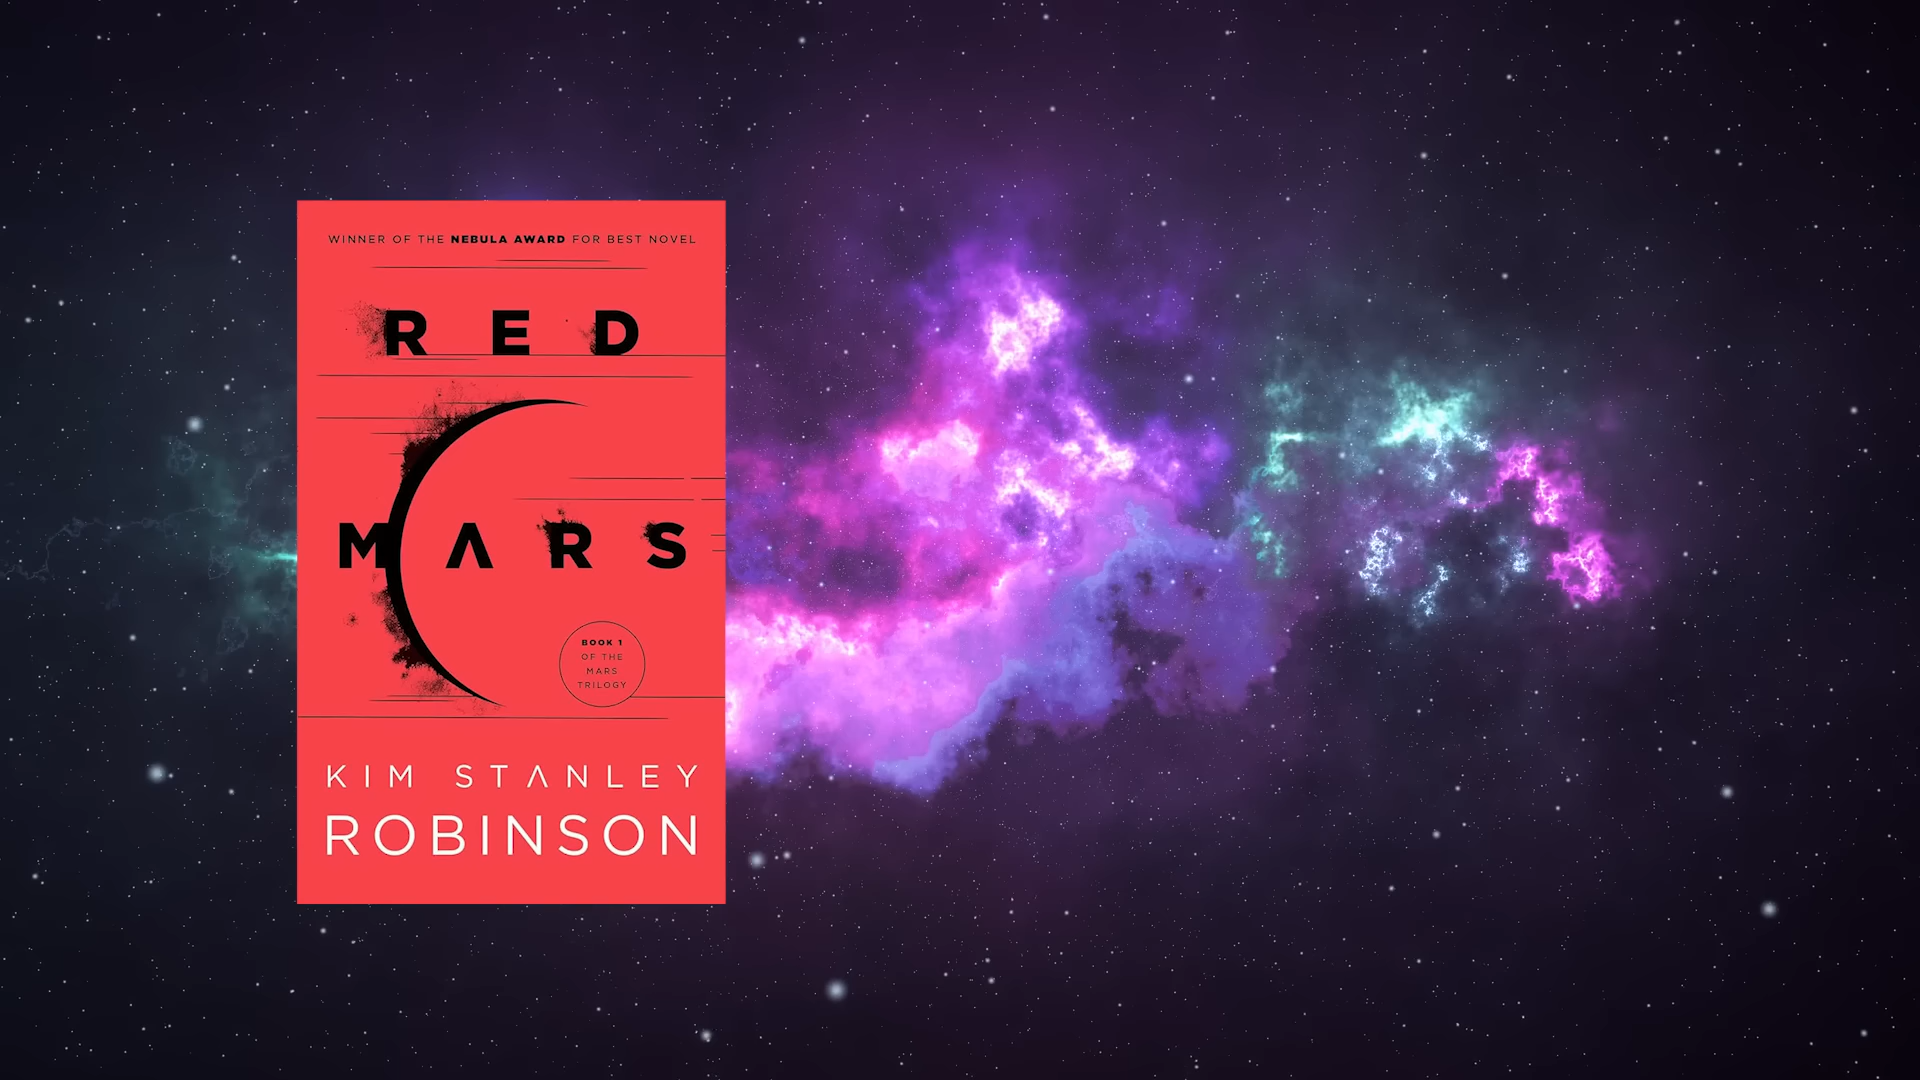 WINNER OF THE NEBULA AWARD FOR BEST NOVEL
RED
MARS
BOOK 1
OF THE
MARS
TRILOGY
KIM STANLEY
ROBINSON